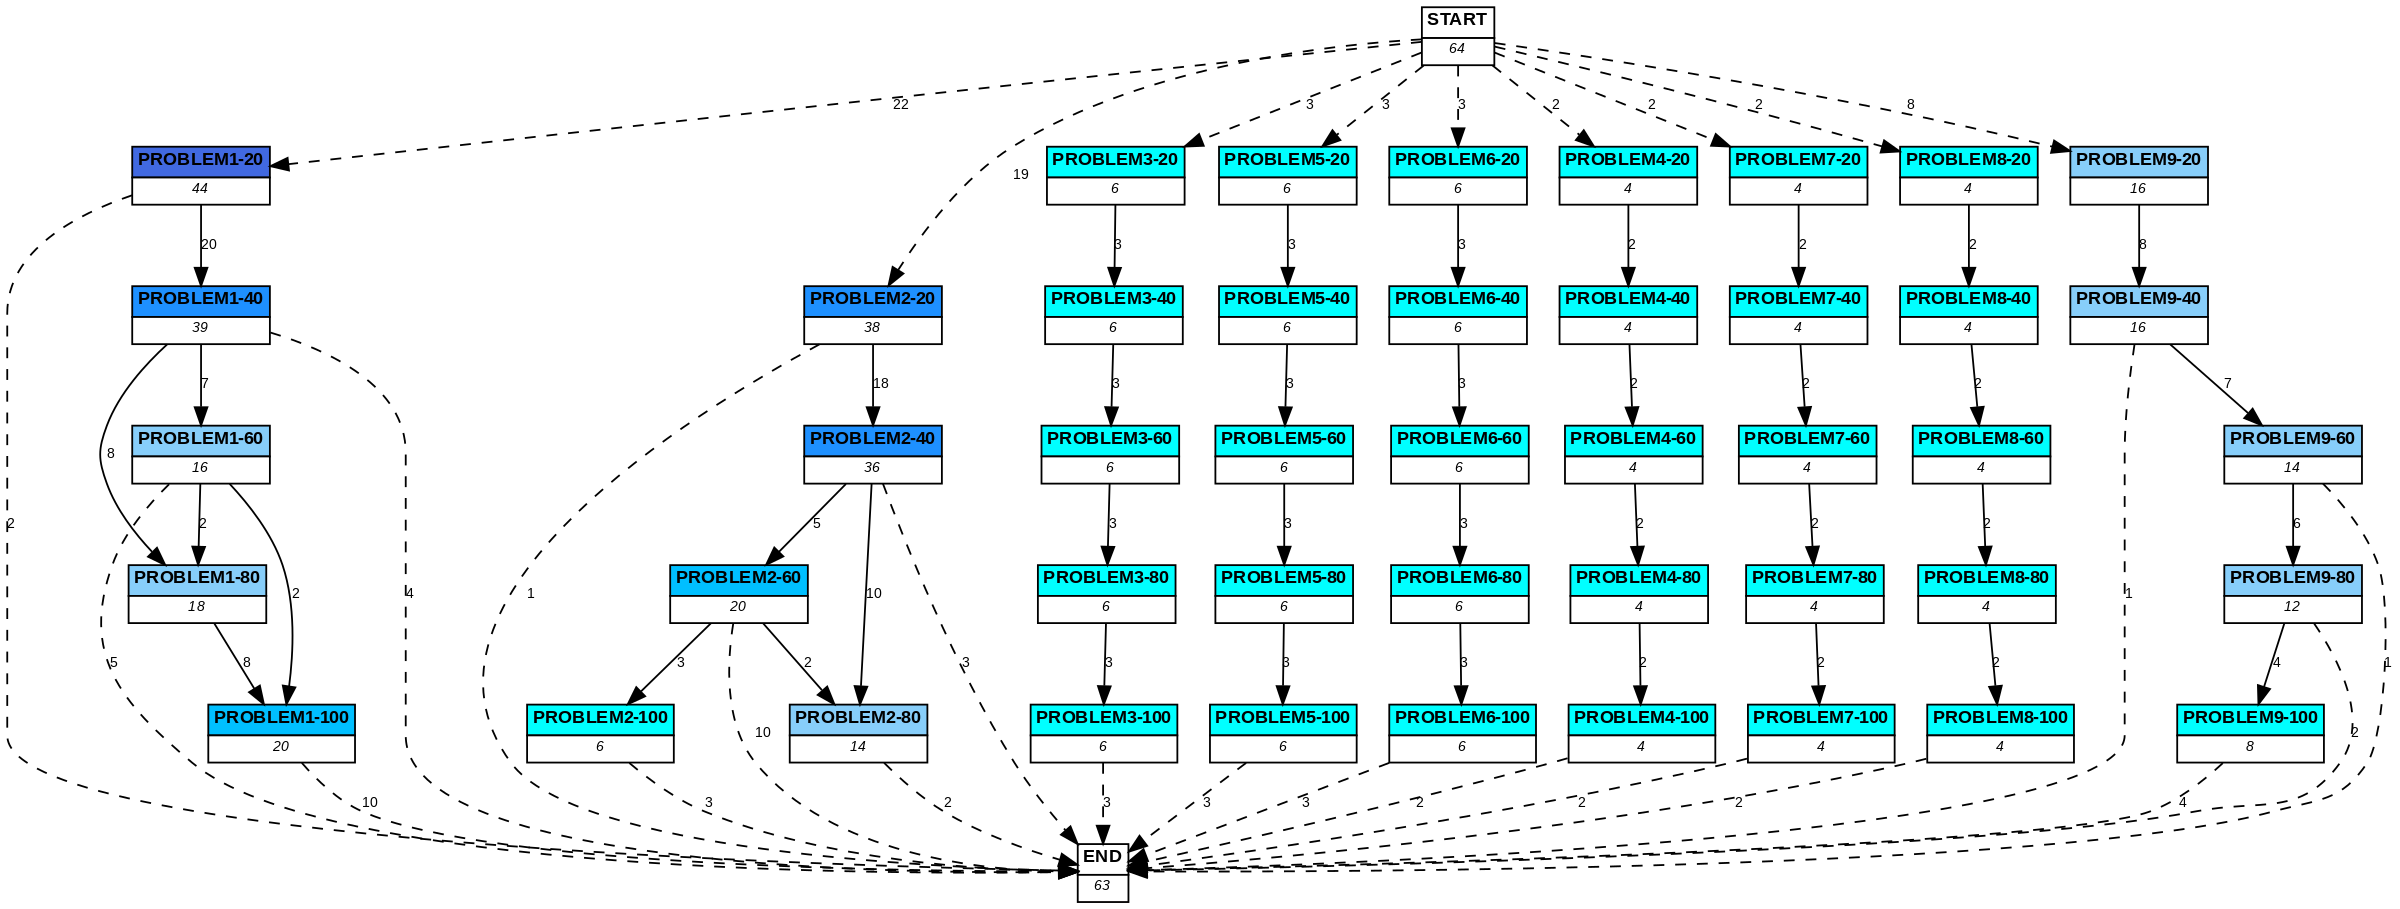 START
64
22
19
3
3
3
2
2
2
8
PROBLEM1-20
44
PROBLEM3-20
6
PROBLEM5-20
6
PROBLEM6-20
6
PROBLEM4-20
4
PROBLEM7-20
4
PROBLEM8-20
4
PROBLEM9-20
16
20
3
3
3
2
2
2
8
PROBLEM1-40
39
PROBLEM2-20
38
PROBLEM3-40
6
PROBLEM5-40
6
PROBLEM6-40
6
PROBLEM4-40
4
PROBLEM7-40
4
PROBLEM8-40
4
PROBLEM9-40
16
8
7
18
3
3
3
2
2
2
7
PROBLEM1-60
16
PROBLEM2-40
36
PROBLEM3-60
6
PROBLEM5-60
6
PROBLEM6-60
6
PROBLEM4-60
4
PROBLEM7-60
4
PROBLEM8-60
4
PROBLEM9-60
14
2
2
5
3
3
3
2
2
2
6
PROBLEM1-80
18
2
4
1
PROBLEM2-60
20
10
PROBLEM3-80
6
PROBLEM5-80
6
PROBLEM6-80
6
PROBLEM4-80
4
PROBLEM7-80
4
PROBLEM8-80
4
1
PROBLEM9-80
12
5
8
3
2
3
3
3
3
2
2
2
4
1
PROBLEM1-100
20
PROBLEM2-100
6
10
PROBLEM2-80
14
PROBLEM3-100
6
PROBLEM5-100
6
PROBLEM6-100
6
PROBLEM4-100
4
PROBLEM7-100
4
PROBLEM8-100
4
PROBLEM9-100
8
2
10
3
2
3
3
3
2
2
2
4
END
63